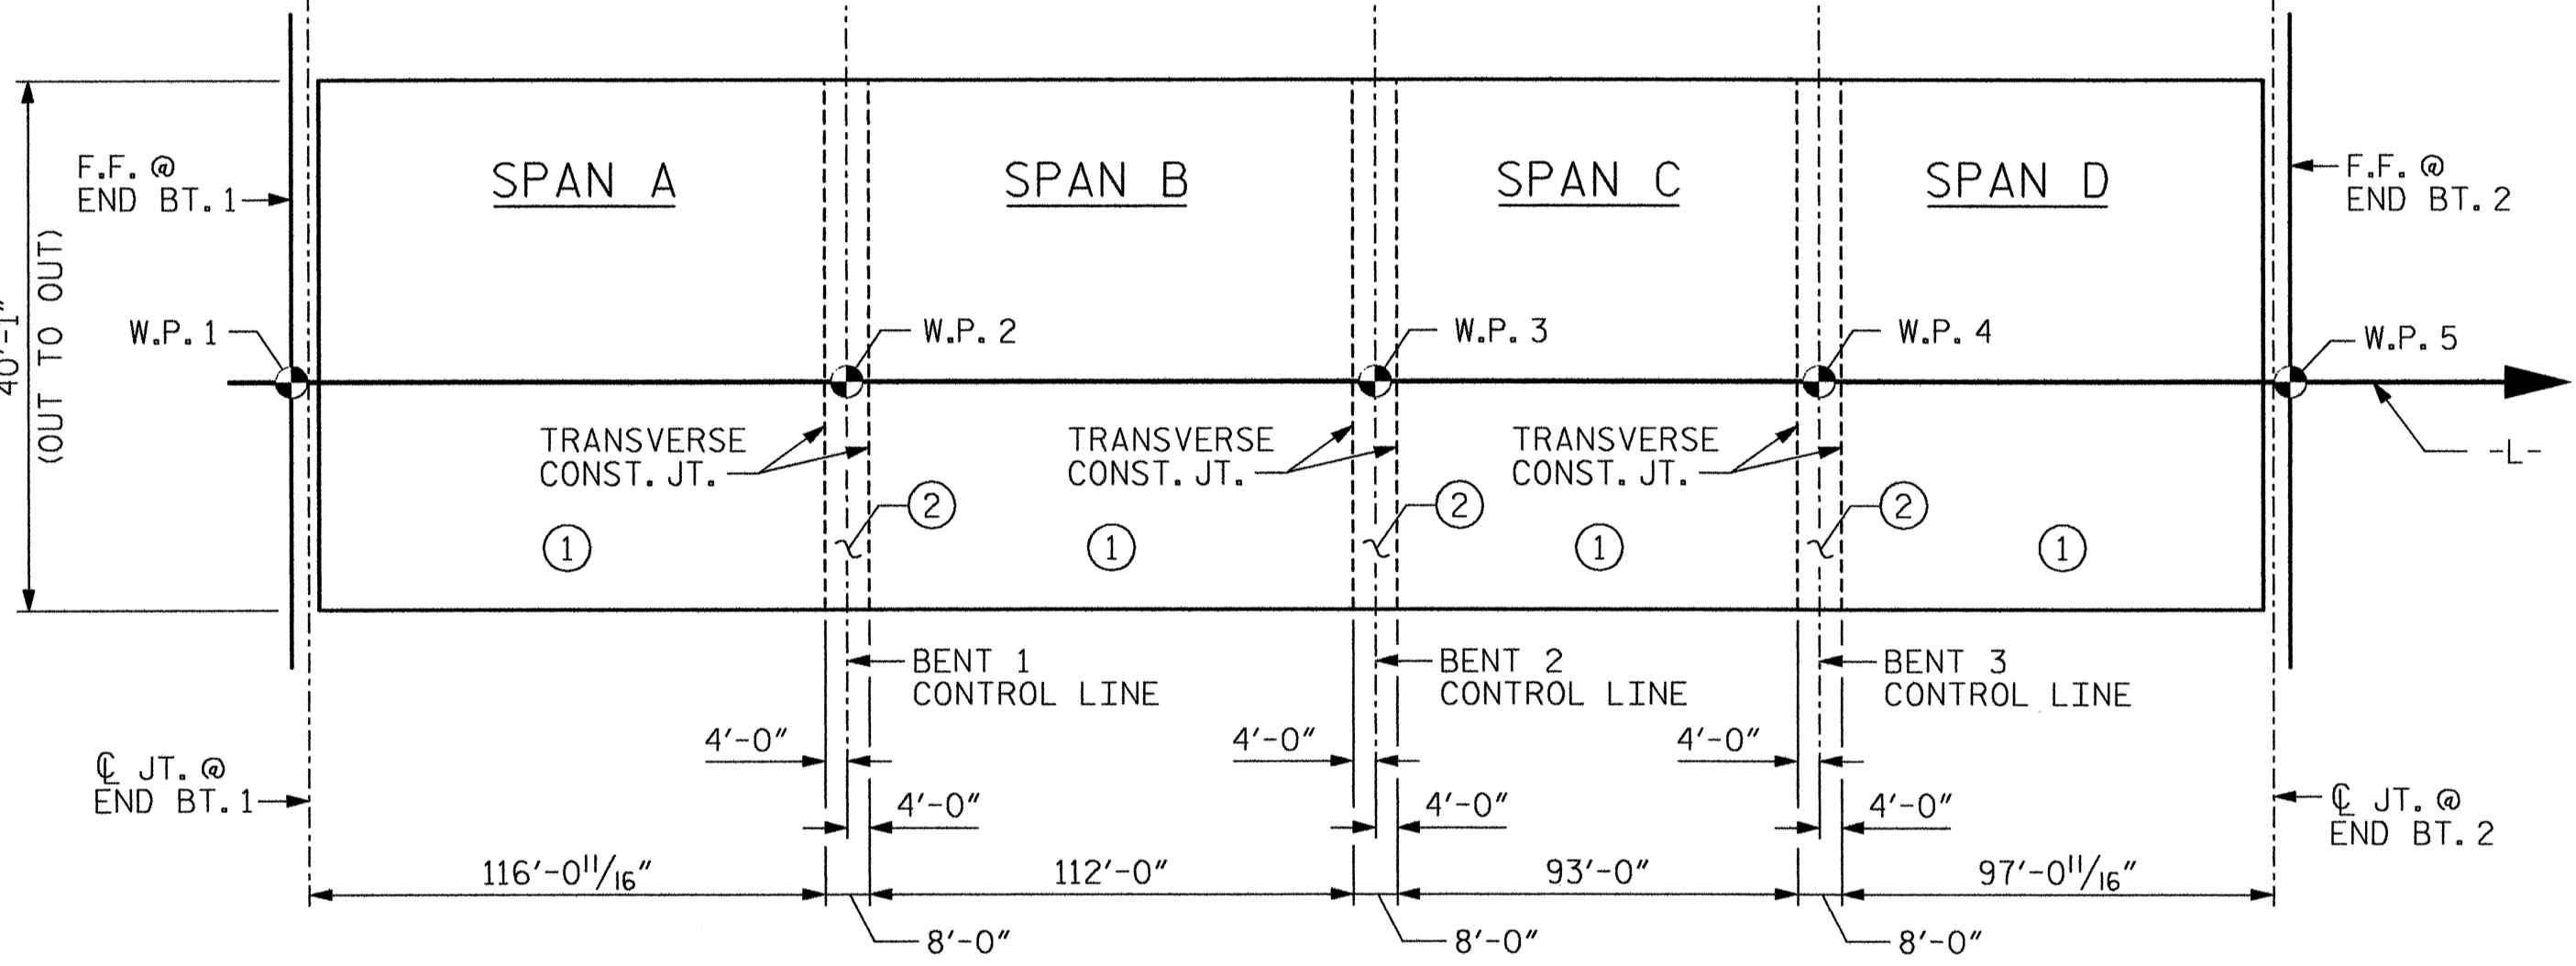 SPAN A
SPAN B
SPAN C
SPAN D
F.F. @
END BT. 1
F.F. @
END BT. 2
40'-1"
(OUT TO OUT)
W.P. 1
W.P. 2
W.P. 3
W.P. 4
W.P. 5
TRANSVERSE
CONST. JT.
TRANSVERSE
CONST. JT.
TRANSVERSE
CONST. JT.
-L-
2
2
2
1
1
1
1
BENT 1
CONTROL LINE
BENT 2
CONTROL LINE
BENT 3
CONTROL LINE
4'-0"
4'-0"
4'-0"
℄ JT. @
END BT. 1
4'-0"
4'-0"
4'-0"
℄ JT. @
END BT. 2
116'-0 11/16"
112'-0"
93'-0"
97'-0 11/16"
8'-0"
8'-0"
8'-0"